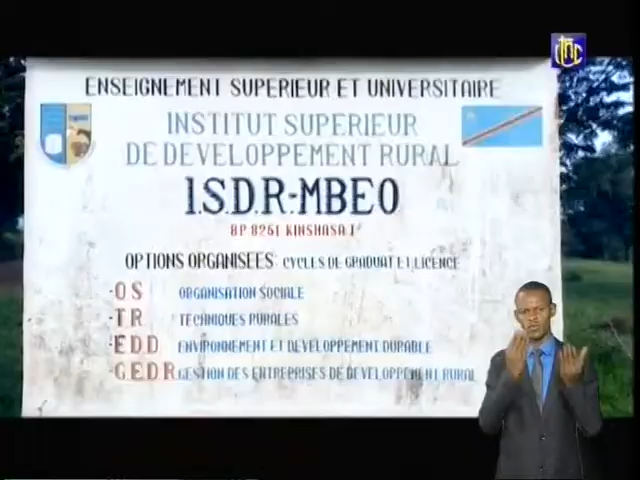 ENSEIGNEMENT SUPERIEUR ET UNIVERSITAIRE
INSTITUT SUPERIEUR
DE DEVELOPPEMENT RURAL
I.S.D.R-MBEO
BP 8251 KINSHASA I
OPTIONS ORGANISEES: CYCLES DE GRADUAT ET LICENCE
-OS ORGANISATION SOCIALE
-TR TECHNIQUES RURALES
-EDD ENVIRONNEMENT ET DEVELOPPEMENT DURABLE
-GEDR GESTION DES ENTREPRISES DE DEVELOPPEMENT RURAL